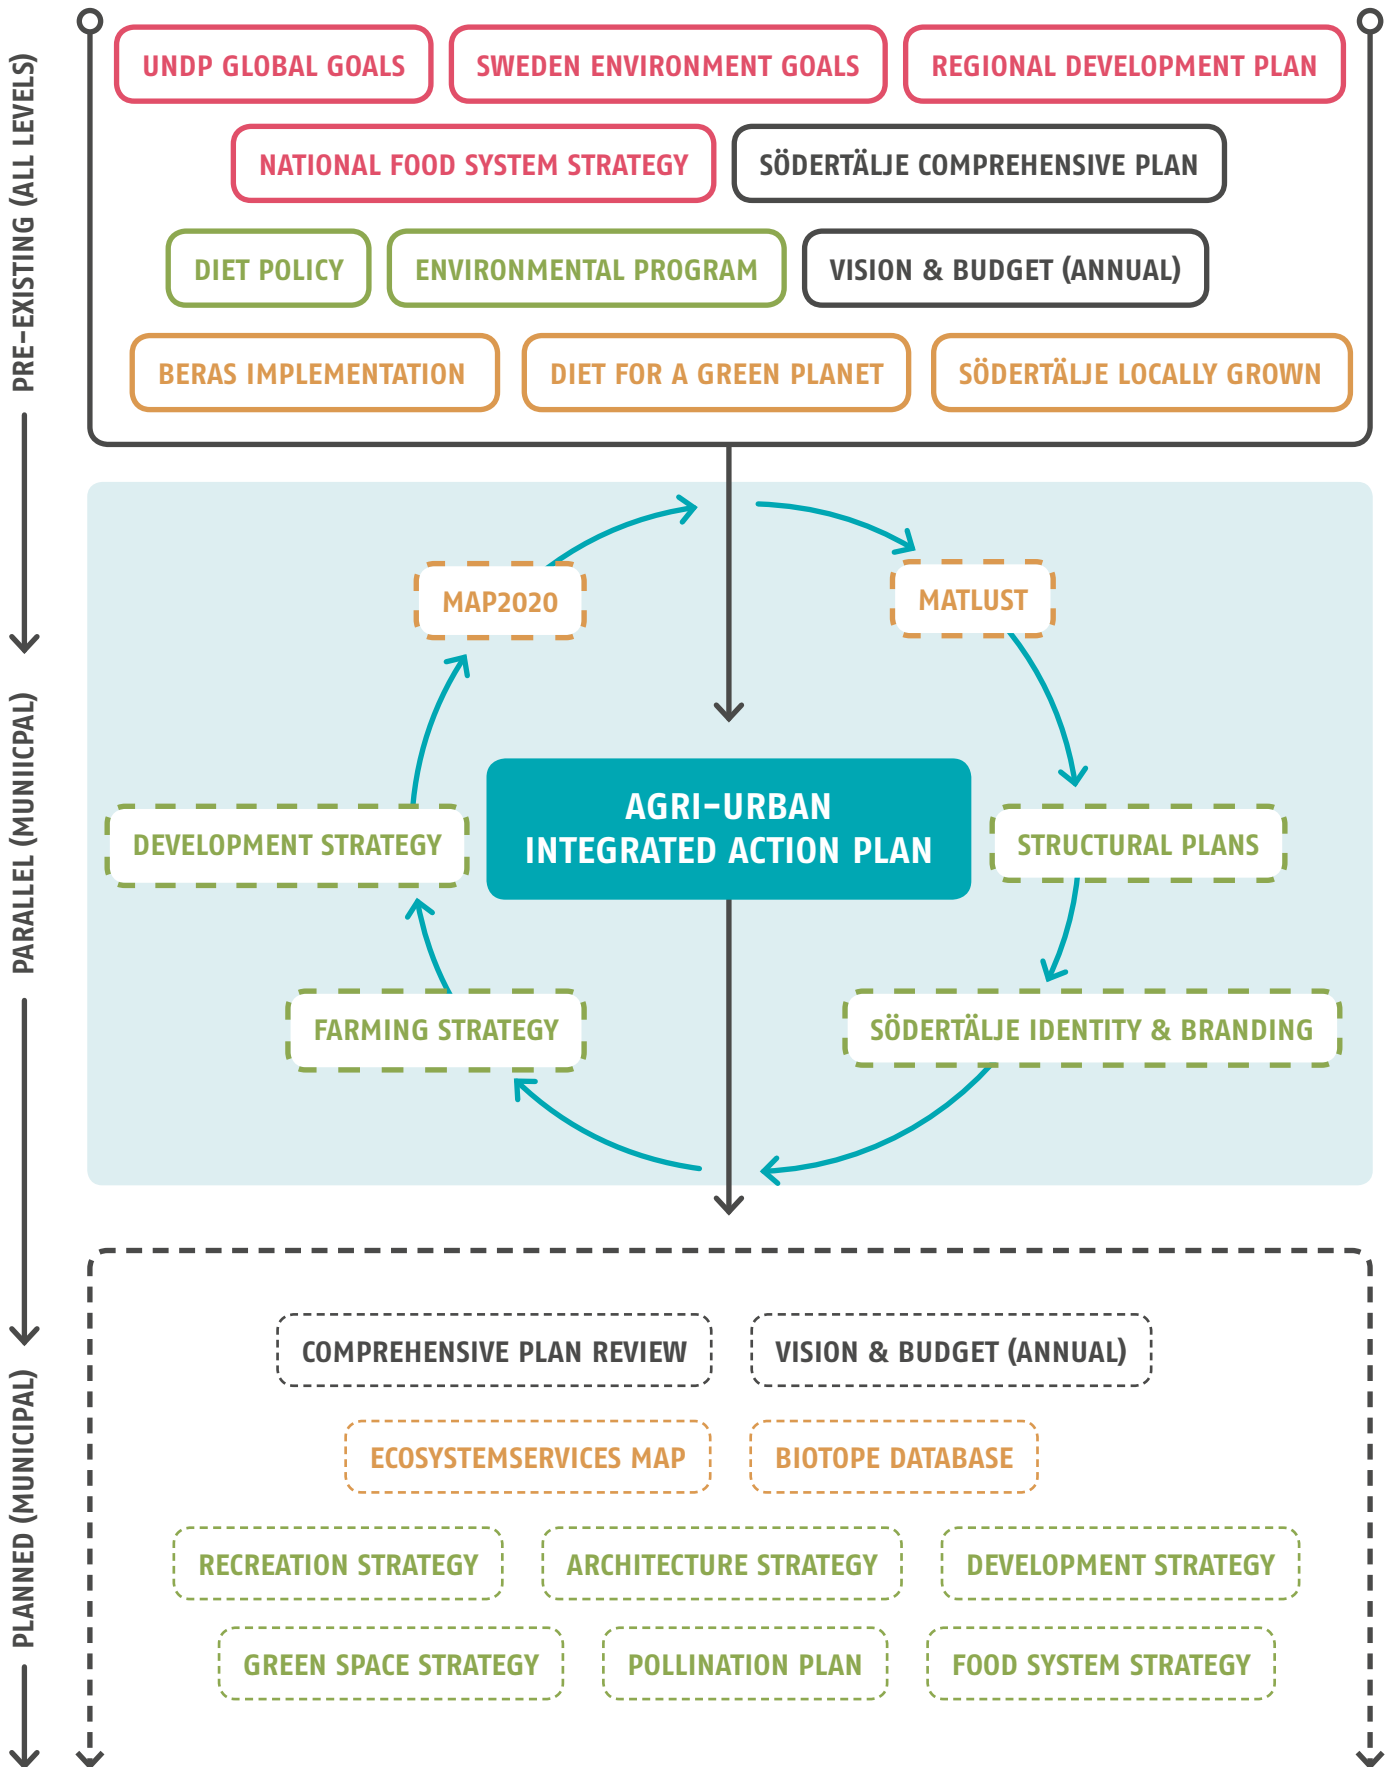 PRE-EXISTING (ALL LEVELS)
UNDP GLOBAL GOALS
SWEDEN ENVIRONMENT GOALS
REGIONAL DEVELOPMENT PLAN
NATIONAL FOOD SYSTEM STRATEGY
SÖDERTÄLJE COMPREHENSIVE PLAN
DIET POLICY
ENVIRONMENTAL PROGRAM
VISION & BUDGET (ANNUAL)
BERAS IMPLEMENTATION
DIET FOR A GREEN PLANET
SÖDERTÄLJE LOCALLY GROWN
PARALLEL (MUNIICPAL)
MAP2020
MATLUST
AGRI-URBAN
INTEGRATED ACTION PLAN
DEVELOPMENT STRATEGY
STRUCTURAL PLANS
FARMING STRATEGY
SÖDERTÄLJE IDENTITY & BRANDING
PLANNED (MUNICIPAL)
COMPREHENSIVE PLAN REVIEW
VISION & BUDGET (ANNUAL)
ECOSYSTEMSERVICES MAP
BIOTOPE DATABASE
RECREATION STRATEGY
ARCHITECTURE STRATEGY
DEVELOPMENT STRATEGY
GREEN SPACE STRATEGY
POLLINATION PLAN
FOOD SYSTEM STRATEGY